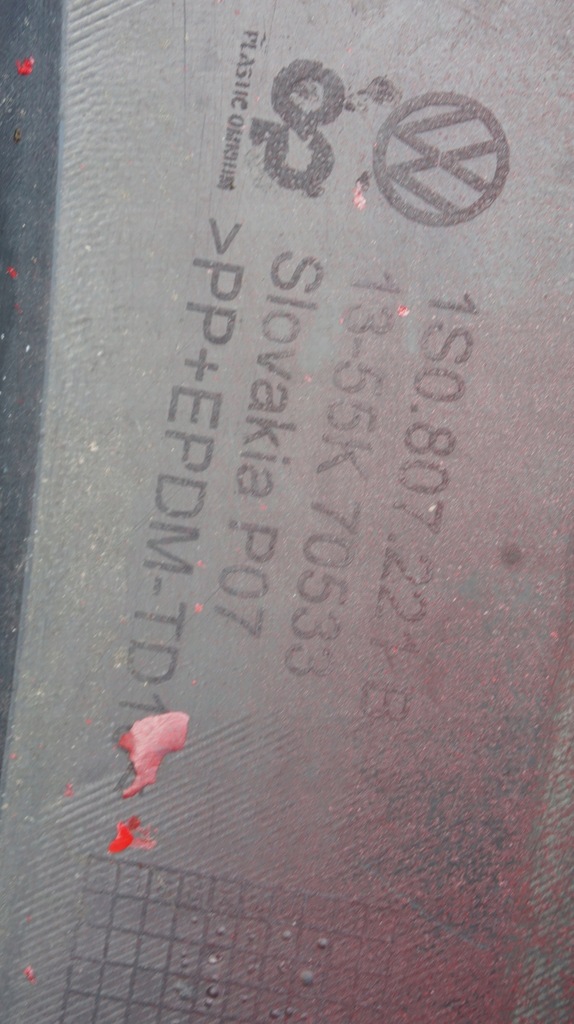 1S0.807.221 B
13-55K 70533
Slovakia P07
>PP+EPDM-TD1
PLASTIC OMNIUM